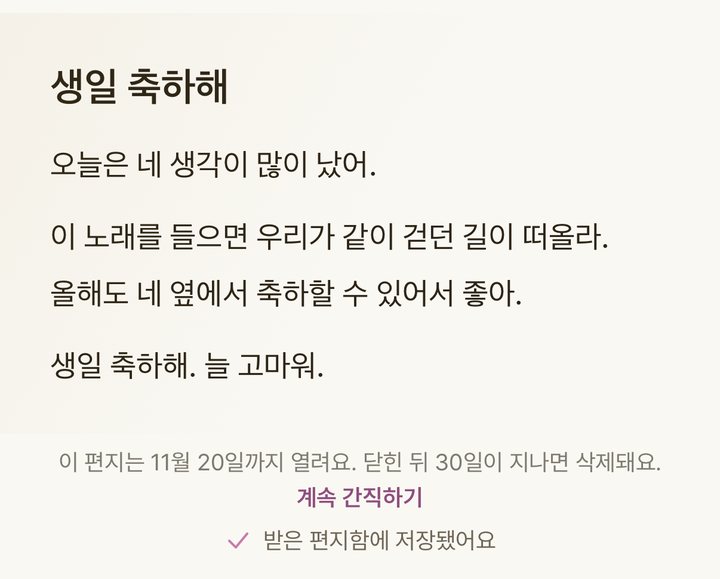 생일 축하해
오늘은 네 생각이 많이 났어.
이 노래를 들으면 우리가 같이 걷던 길이 떠올라.
올해도 네 옆에서 축하할 수 있어서 좋아.
생일 축하해. 늘 고마워.
이 편지는 11월 20일까지 열려요. 닫힌 뒤 30일이 지나면 삭제돼요.
계속 간직하기
받은 편지함에 저장됐어요